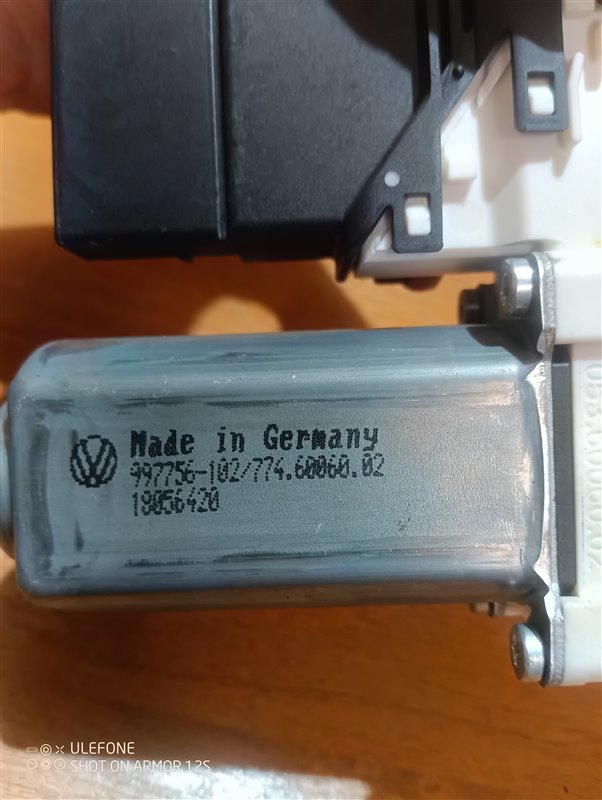 Made in Germany
997756-102/774.60060.02
18056420
ULEFONE
SHOT ON ARMOR 12S